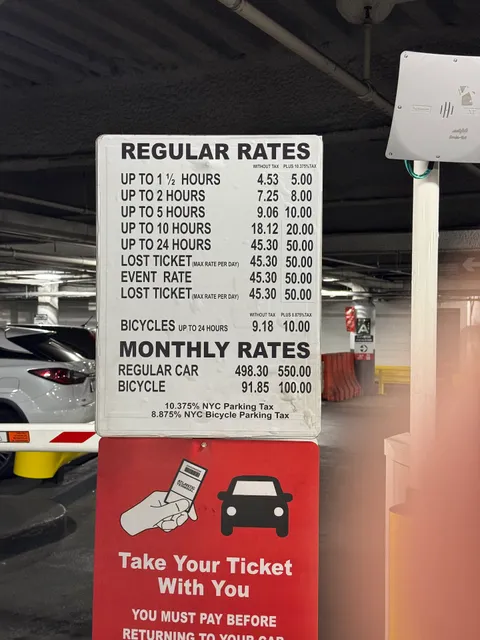 REGULAR RATES
WITHOUT TAX PLUS 10.375%TAX
UP TO 1 ½ HOURS 4.53 5.00
UP TO 2 HOURS 7.25 8.00
UP TO 5 HOURS 9.06 10.00
UP TO 10 HOURS 18.12 20.00
UP TO 24 HOURS 45.30 50.00
LOST TICKET (MAX RATE PER DAY) 45.30 50.00
EVENT RATE 45.30 50.00
LOST TICKET (MAX RATE PER DAY) 45.30 50.00
WITHOUT TAX PLUS 8.875%TAX
BICYCLES UP TO 24 HOURS 9.18 10.00
MONTHLY RATES
REGULAR CAR 498.30 550.00
BICYCLE 91.85 100.00
10.375% NYC Parking Tax
8.875% NYC Bicycle Parking Tax
Take Your Ticket
With You
YOU MUST PAY BEFORE
RETURNING TO YOUR CAR